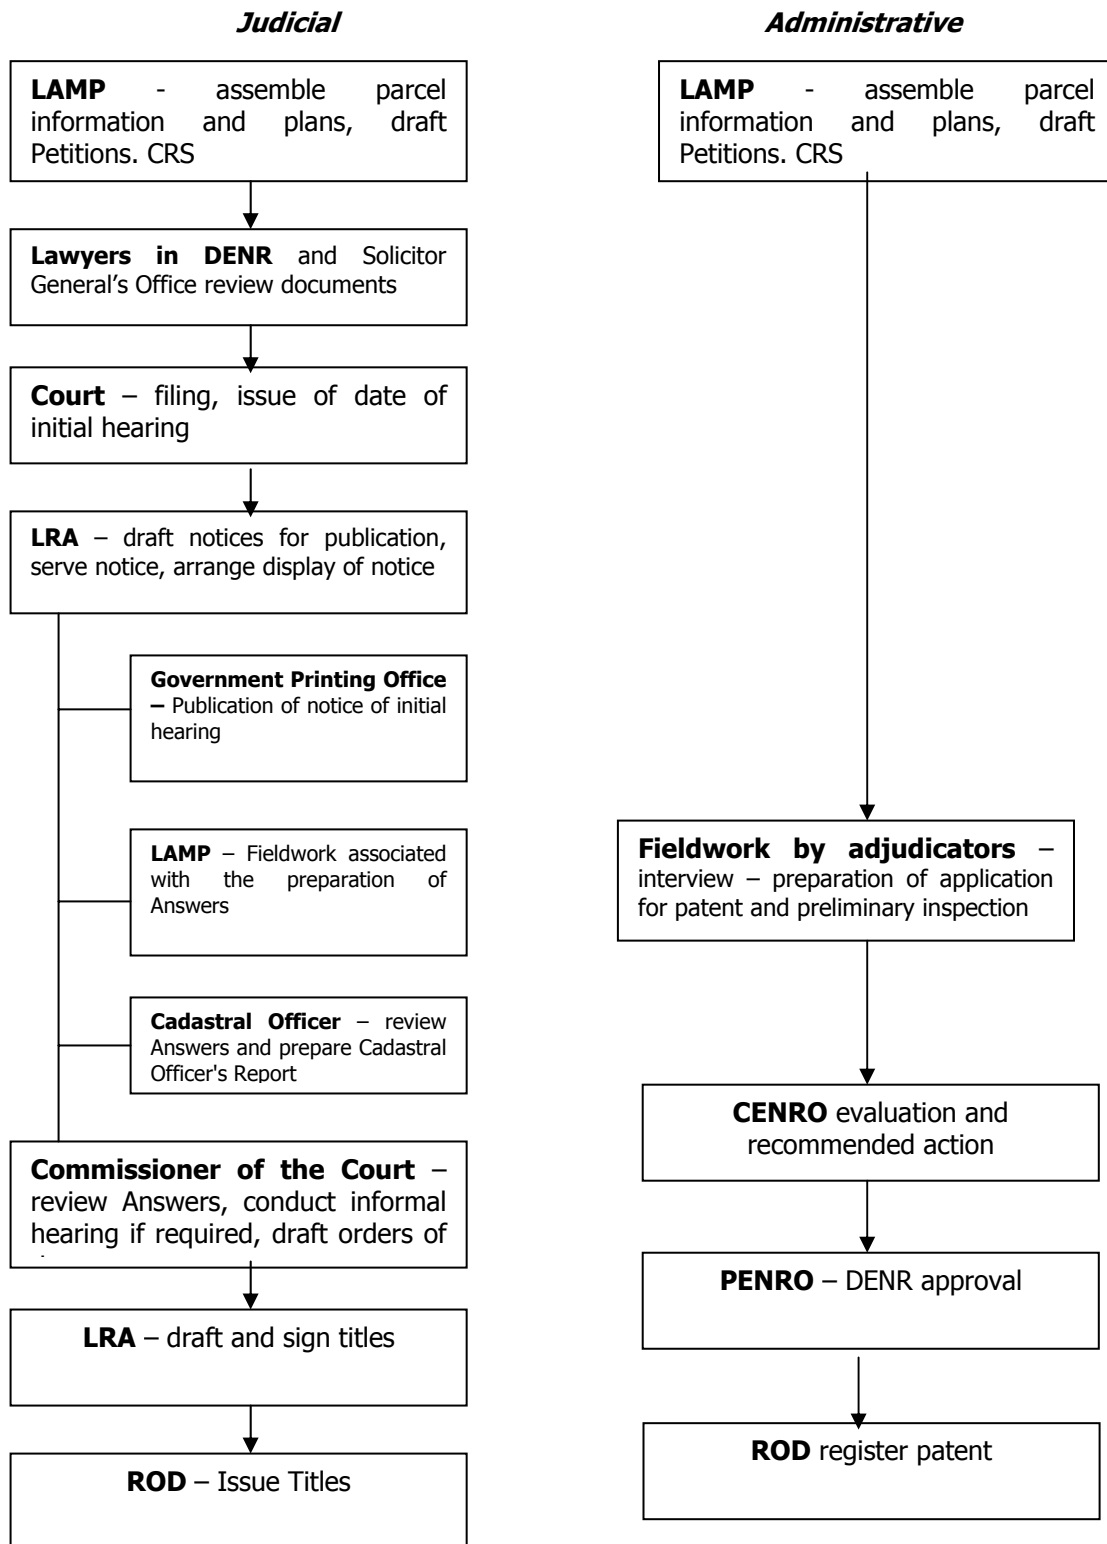 Judicial
LAMP - assemble parcel
information and plans, draft
Petitions. CRS
Lawyers in DENR and Solicitor
General's Office review documents
Court – filing, issue of date of
initial hearing
LRA – draft notices for publication,
serve notice, arrange display of notice
Government Printing Office
– Publication of notice of initial
hearing
LAMP – Fieldwork associated
with the preparation of
Answers
Cadastral Officer – review
Answers and prepare Cadastral
Officer's Report
Commissioner of the Court –
review Answers, conduct informal
hearing if required, draft orders of
LRA – draft and sign titles
ROD – Issue Titles
Administrative
LAMP - assemble parcel
information and plans, draft
Petitions. CRS
Fieldwork by adjudicators –
interview – preparation of application
for patent and preliminary inspection
CENRO evaluation and
recommended action
PENRO – DENR approval
ROD register patent